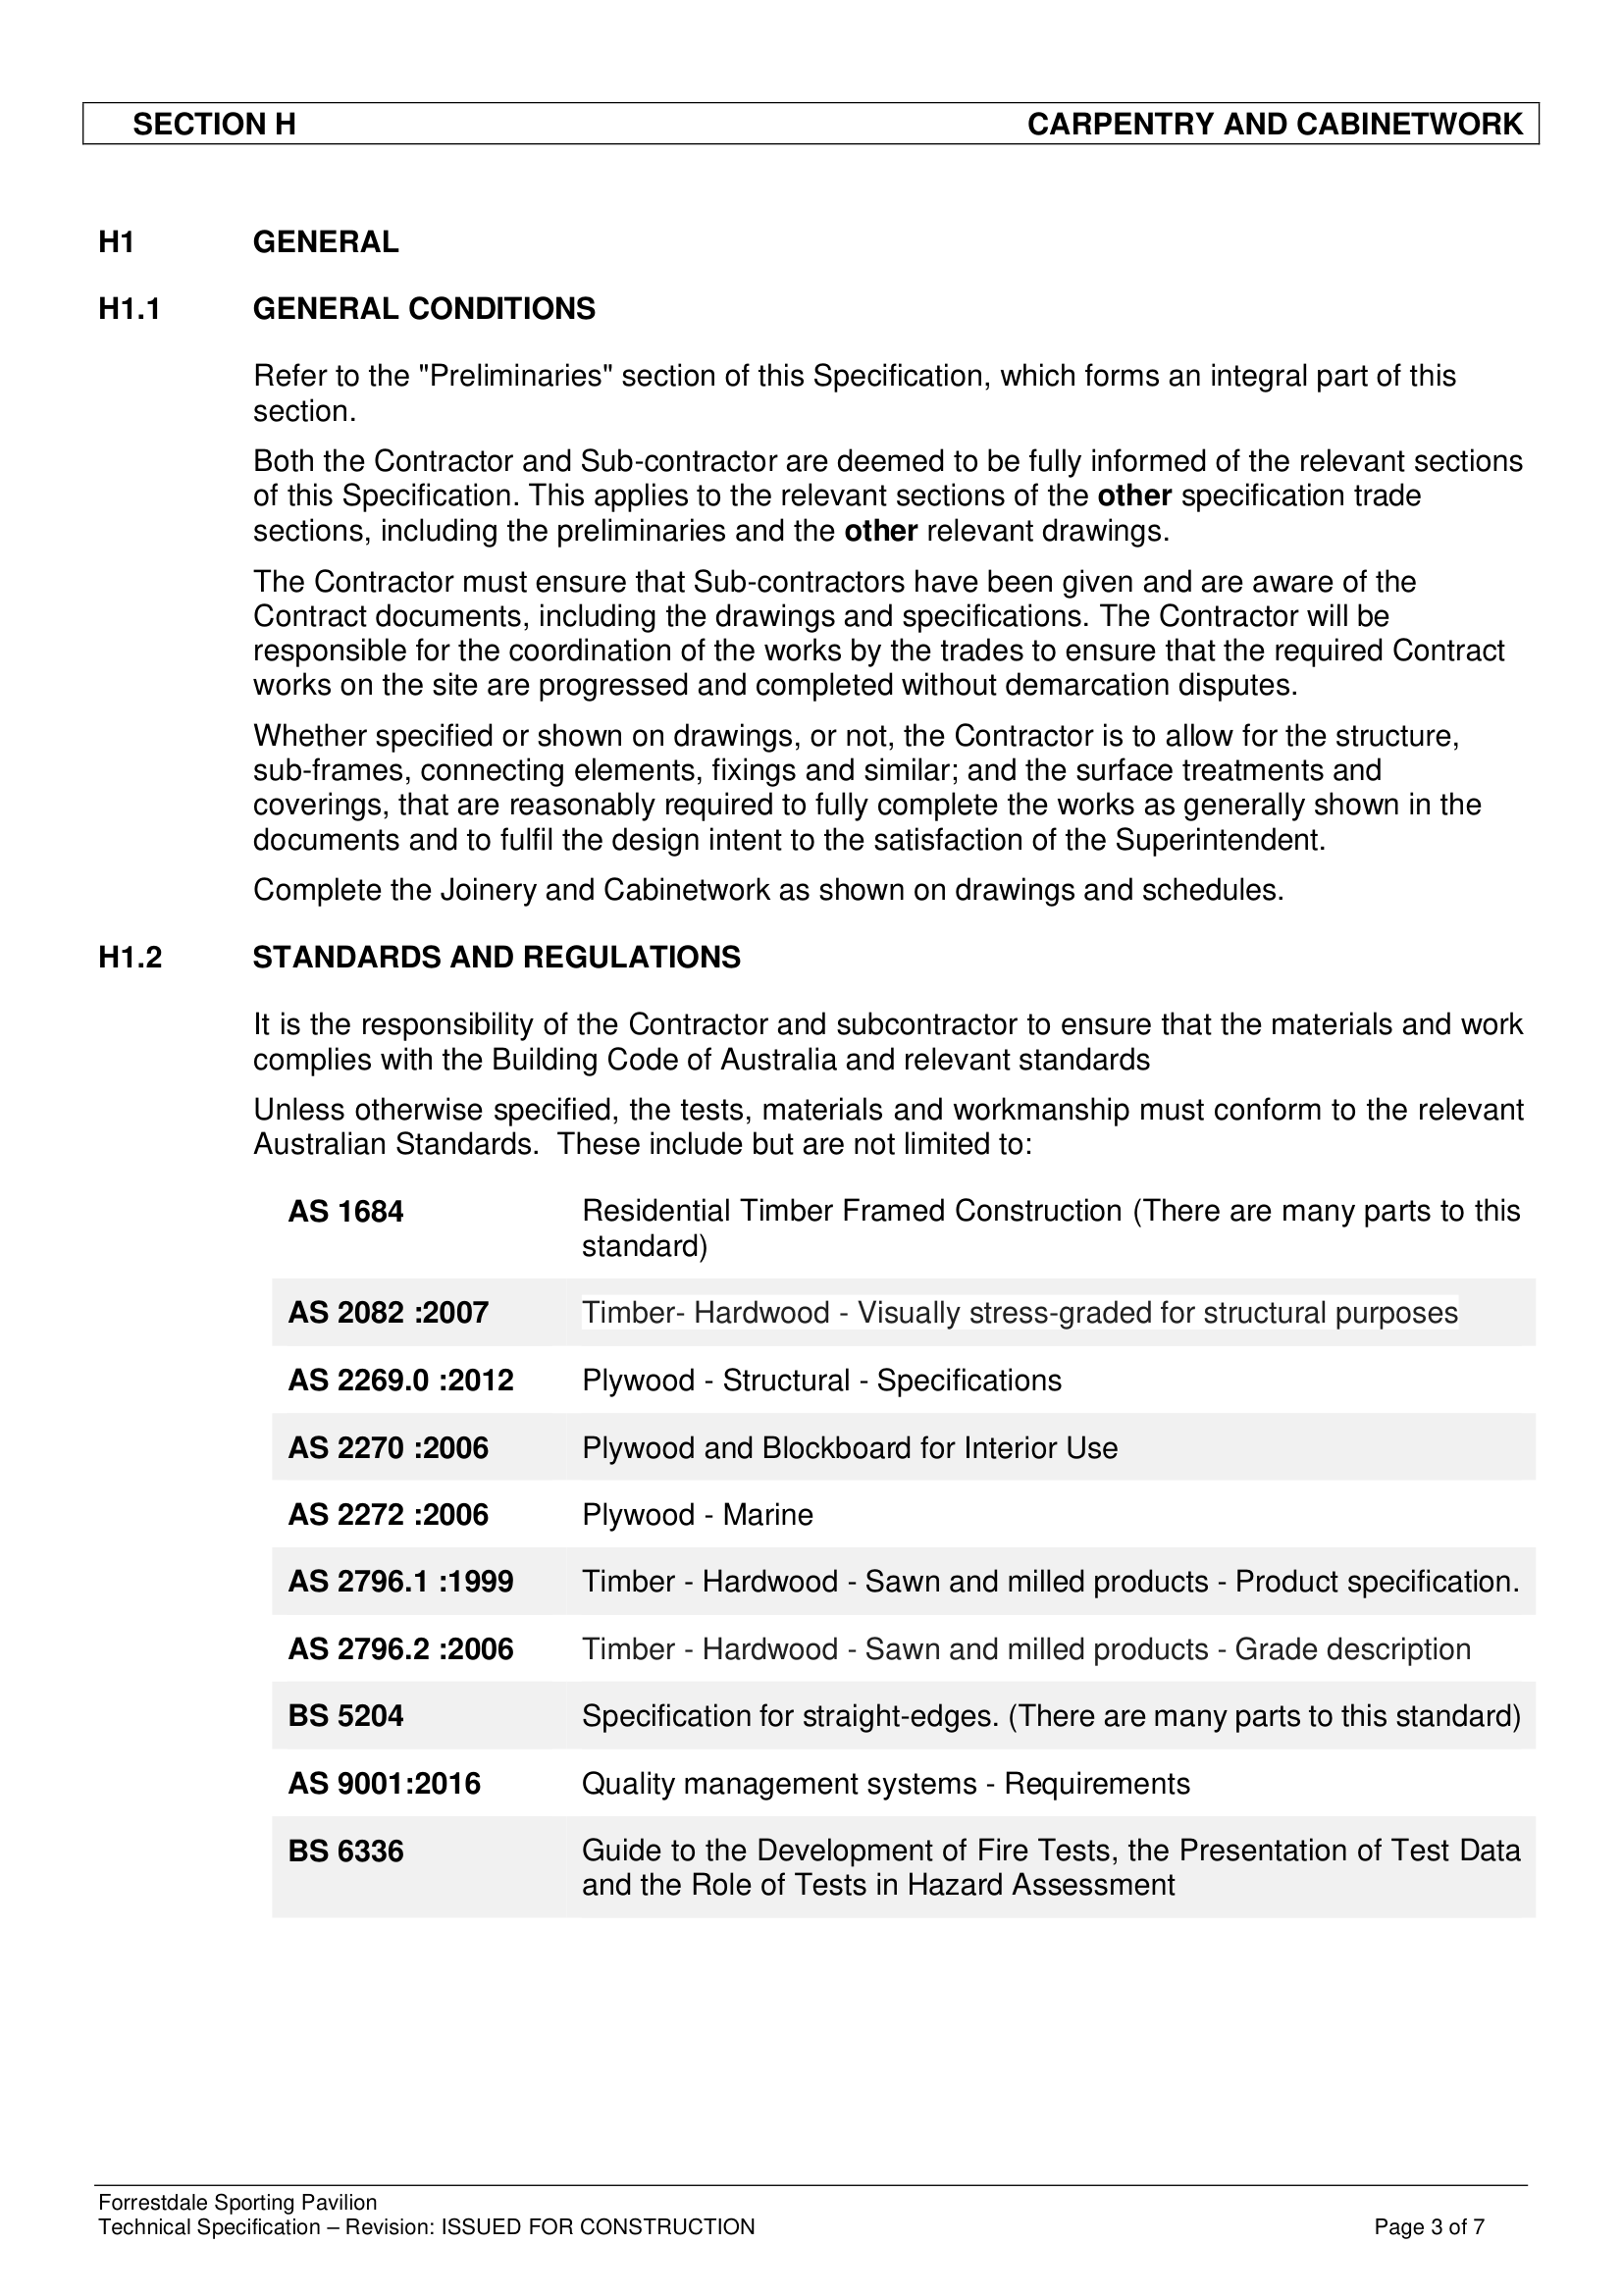 SECTION H CARPENTRY AND CABINETWORK
H1 GENERAL
H1.1 GENERAL CONDITIONS
Refer to the "Preliminaries" section of this Specification, which forms an integral part of this
section.
Both the Contractor and Sub-contractor are deemed to be fully informed of the relevant sections
of this Specification. This applies to the relevant sections of the other specification trade
sections, including the preliminaries and the other relevant drawings.
The Contractor must ensure that Sub-contractors have been given and are aware of the
Contract documents, including the drawings and specifications. The Contractor will be
responsible for the coordination of the works by the trades to ensure that the required Contract
works on the site are progressed and completed without demarcation disputes.
Whether specified or shown on drawings, or not, the Contractor is to allow for the structure,
sub-frames, connecting elements, fixings and similar; and the surface treatments and
coverings, that are reasonably required to fully complete the works as generally shown in the
documents and to fulfil the design intent to the satisfaction of the Superintendent.
Complete the Joinery and Cabinetwork as shown on drawings and schedules.
H1.2 STANDARDS AND REGULATIONS
It is the responsibility of the Contractor and subcontractor to ensure that the materials and work
complies with the Building Code of Australia and relevant standards
Unless otherwise specified, the tests, materials and workmanship must conform to the relevant
Australian Standards.  These include but are not limited to:
AS 1684 Residential Timber Framed Construction (There are many parts to this
standard)
AS 2082 :2007 Timber- Hardwood - Visually stress-graded for structural purposes
AS 2269.0 :2012 Plywood - Structural - Specifications
AS 2270 :2006 Plywood and Blockboard for Interior Use
AS 2272 :2006 Plywood - Marine
AS 2796.1 :1999 Timber - Hardwood - Sawn and milled products - Product specification.
AS 2796.2 :2006 Timber - Hardwood - Sawn and milled products - Grade description
BS 5204 Specification for straight-edges. (There are many parts to this standard)
AS 9001:2016 Quality management systems - Requirements
BS 6336 Guide to the Development of Fire Tests, the Presentation of Test Data
and the Role of Tests in Hazard Assessment
Forrestdale Sporting Pavilion
Technical Specification – Revision: ISSUED FOR CONSTRUCTION Page 3 of 7